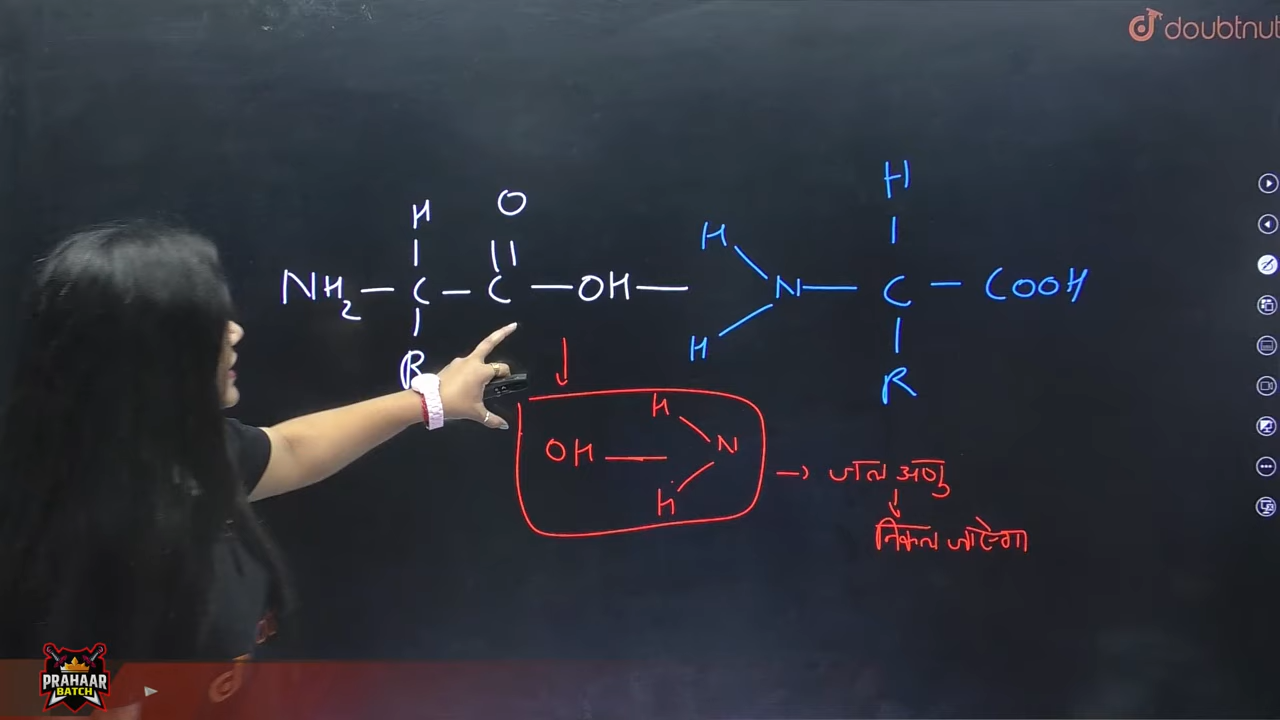 doubtnut
H
O
H
H
NH₂ — C — C — OH —
N — C — COOH
H
R
R
H
OH — N
H
→ जल अणु
निकल जाएगा
PRAHAAR
BATCH